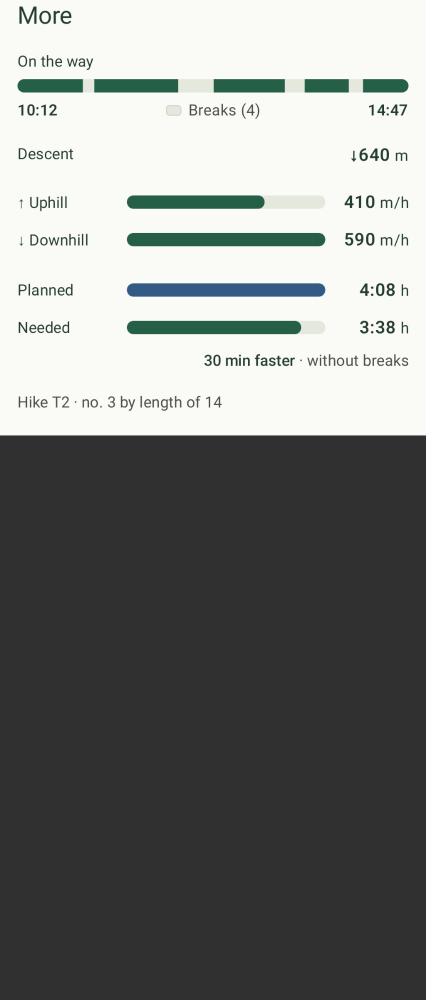 More
On the way
10:12 Breaks (4) 14:47
Descent ↓640 m
↑ Uphill 410 m/h
↓ Downhill 590 m/h
Planned 4:08 h
Needed 3:38 h
30 min faster · without breaks
Hike T2 · no. 3 by length of 14